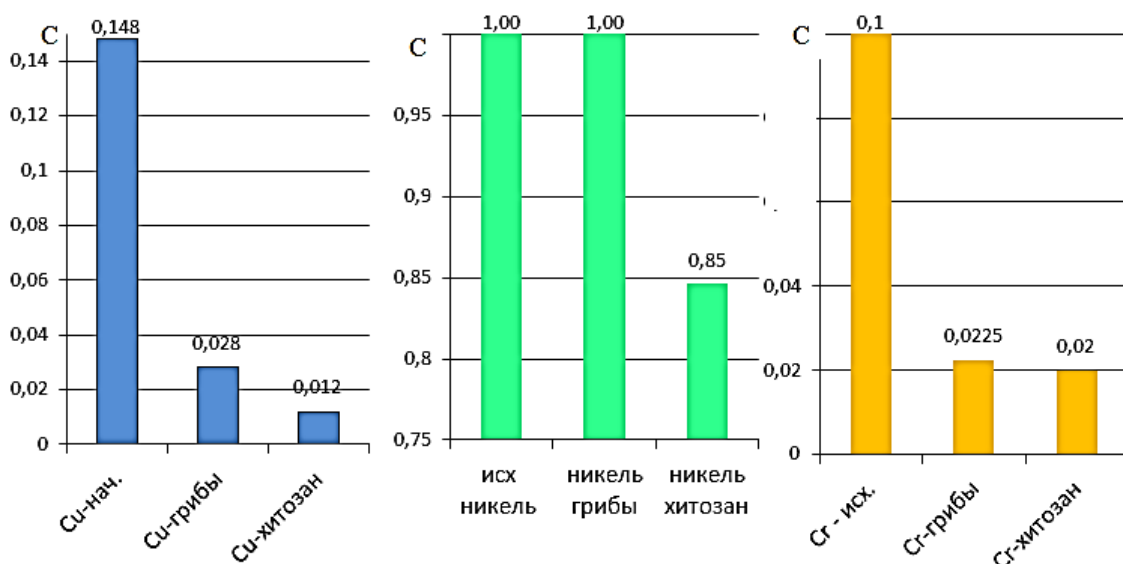 С
0,148
0,14
0,12
0,1
0,08
0,06
0,04
0,02
0
0,028
0,012
Cu-нач.
Cu-грибы
Cu-хитозан
С
1,00
1,00
0,95
0,9
0,85
0,8
0,75
0,85
исх
никель
никель
грибы
никель
хитозан
С
0,1
0,04
0,02
0
0,0225
0,02
Cr - исх.
Cr-грибы
Cr-хитозан